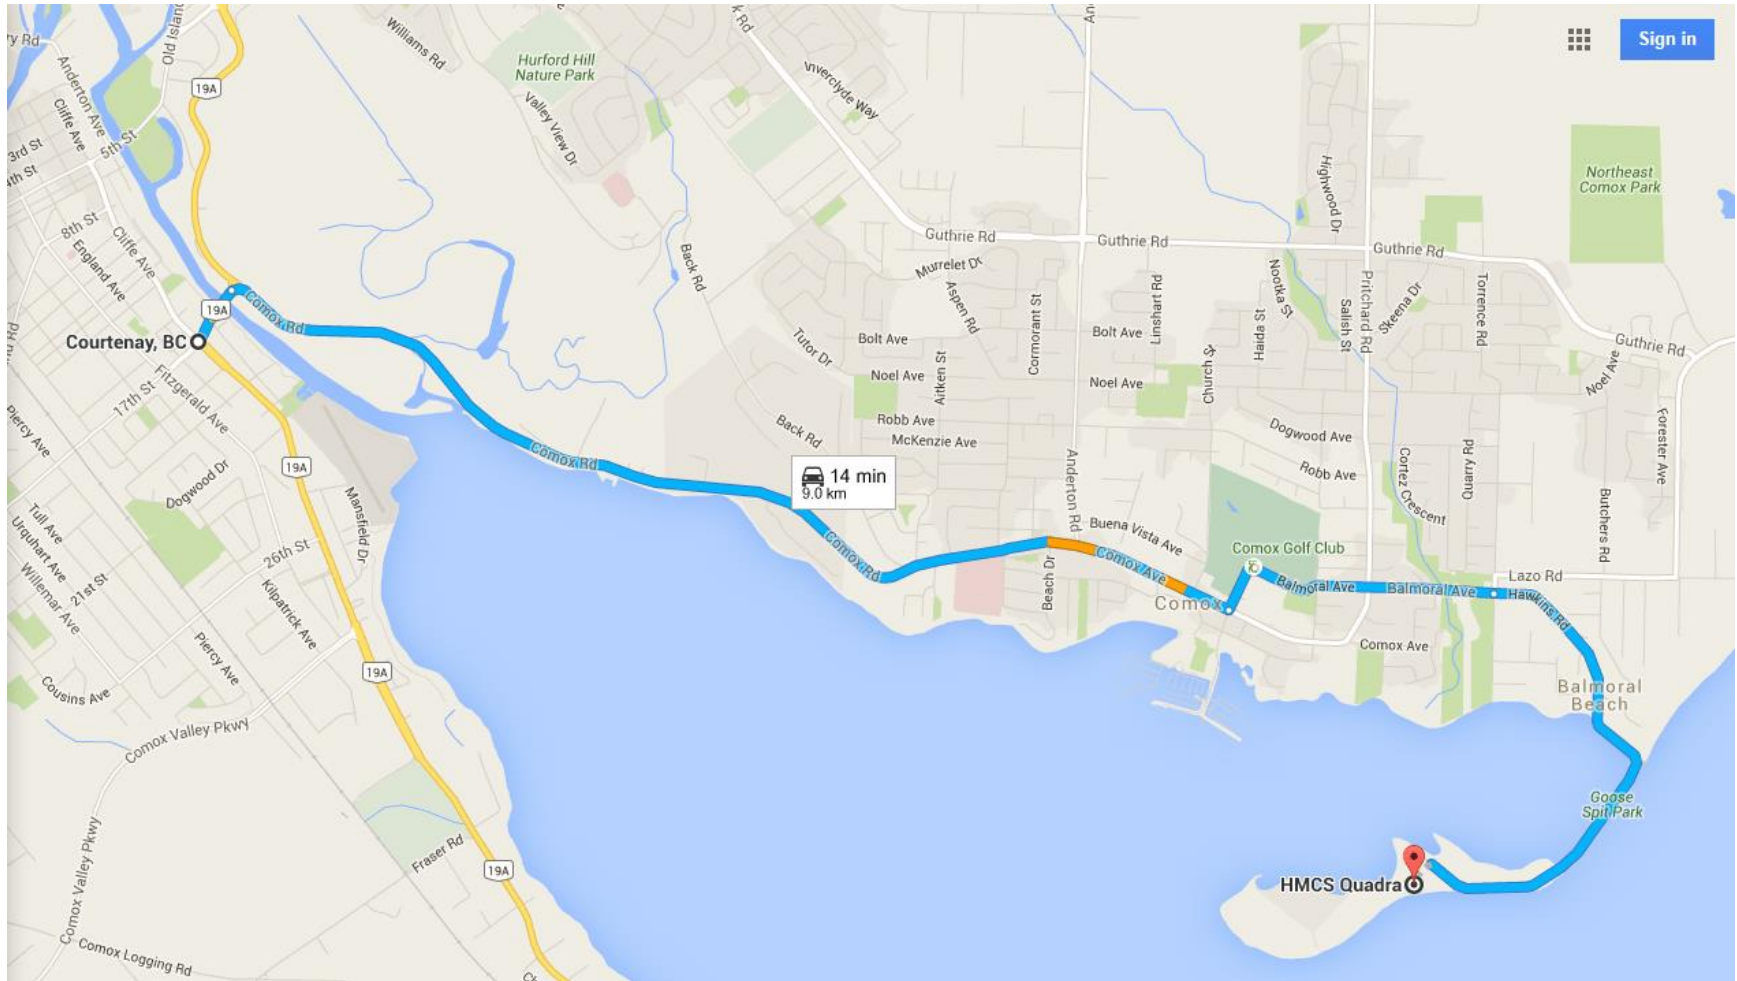 Sign in
ry Rd
Anderton Ave
Cliffe Ave
Old Island
19A
5th St
3rd St
4th St
8th St
England Ave
Cliffe Ave
Williams Rd
Hurford Hill
Nature Park
Valley View Dr
Inverclyde Way
k Rd
An
Highwood Dr
Northeast
Comox Park
Guthrie Rd
Guthrie Rd
Guthrie Rd
Guthrie Rd
Murrelet Dr
Aspen Rd
Cormorant St
Linshart Rd
Nootka St
Haida St
Salish St
Pritchard Rd
Skeena Dr
Torrence Rd
Back Rd
Tutor Dr
Bolt Ave
Bolt Ave
Noel Ave
Noel Ave
Noel Ave
Aitken St
Church St
Robb Ave
McKenzie Ave
Back Rd
Dogwood Ave
Robb Ave
Cortez Crescent
Quarry Rd
Butchers Rd
Forester Ave
19A
Comox Rd
Courtenay, BC
17th St
Fitzgerald Ave
Piercy Ave
Dogwood Dr
19A
Mansfield Dr
Comox Rd
14 min
9.0 km
Comox Rd
Anderton Rd
Buena Vista Ave
Comox Ave
Beach Dr
Comox Golf Club
Comox
Balmoral Ave
Balmoral Ave
Lazo Rd
Hawkins Rd
Comox Ave
Balmoral
Beach
Tull Ave
Urquhart Ave
Willemar Ave
21st St
26th St
Kilpatrick Ave
Piercy Ave
Cousins Ave
19A
Comox Valley Pkwy
Goose
Spit Park
Comox Valley Pkwy
Fraser Rd
19A
HMCS Quadra
Comox Logging Rd